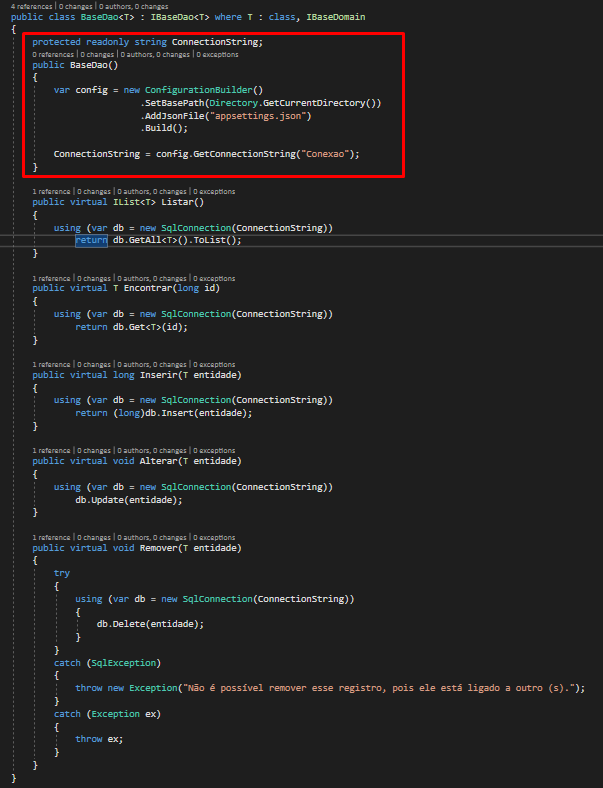 4 references | 0 changes | 0 authors, 0 changes
public class BaseDao<T> : IBaseDao<T> where T : class, IBaseDomain
{
protected readonly string ConnectionString;
0 references | 0 changes | 0 authors, 0 changes | 0 exceptions
public BaseDao()
{
var config = new ConfigurationBuilder()
.SetBasePath(Directory.GetCurrentDirectory())
.AddJsonFile("appsettings.json")
.Build();
ConnectionString = config.GetConnectionString("Conexao");
}
1 reference | 0 changes | 0 authors, 0 changes | 0 exceptions
public virtual IList<T> Listar()
{
using (var db = new SqlConnection(ConnectionString))
return db.GetAll<T>().ToList();
}
1 reference | 0 changes | 0 authors, 0 changes | 0 exceptions
public virtual T Encontrar(long id)
{
using (var db = new SqlConnection(ConnectionString))
return db.Get<T>(id);
}
1 reference | 0 changes | 0 authors, 0 changes | 0 exceptions
public virtual long Inserir(T entidade)
{
using (var db = new SqlConnection(ConnectionString))
return (long)db.Insert(entidade);
}
1 reference | 0 changes | 0 authors, 0 changes | 0 exceptions
public virtual void Alterar(T entidade)
{
using (var db = new SqlConnection(ConnectionString))
db.Update(entidade);
}
1 reference | 0 changes | 0 authors, 0 changes | 0 exceptions
public virtual void Remover(T entidade)
{
try
{
using (var db = new SqlConnection(ConnectionString))
{
db.Delete(entidade);
}
}
catch (SqlException)
{
throw new Exception("Não é possível remover esse registro, pois ele está ligado a outro (s).");
}
catch (Exception ex)
{
throw ex;
}
}
}